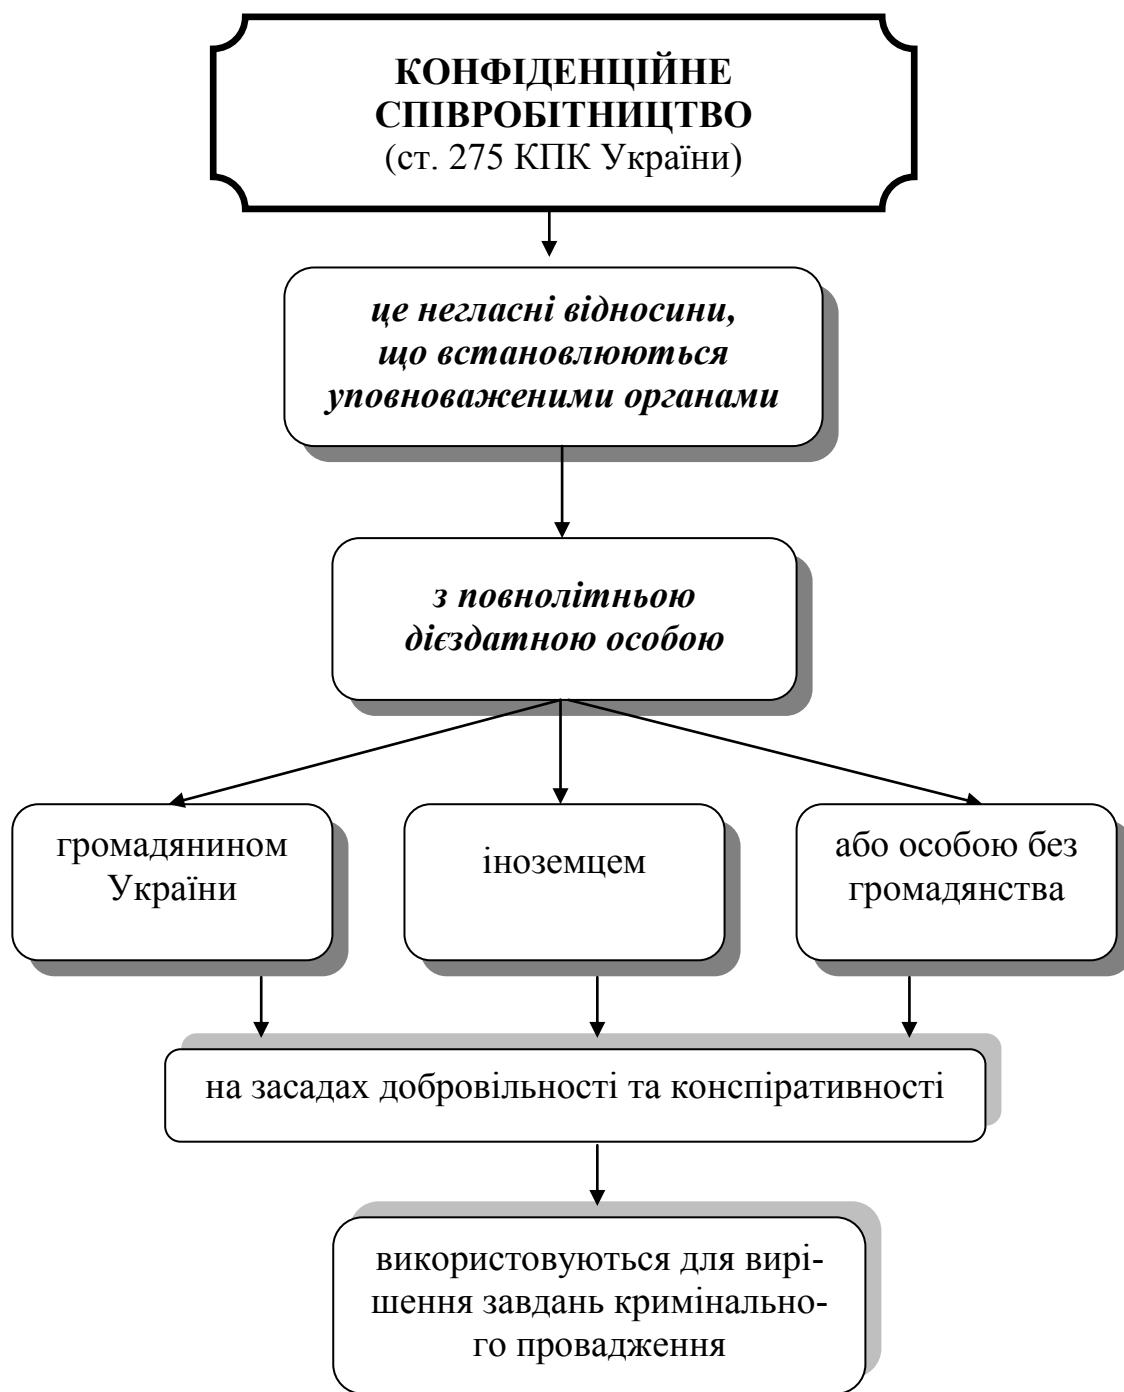 КОНФІДЕНЦІЙНЕ
СПІВРОБІТНИЦТВО
(ст. 275 КПК України)
це негласні відносини,
що встановлюються
уповноваженими органами
з повнолітньою
дієздатною особою
громадянином
України
іноземцем
або особою без
громадянства
на засадах добровільності та конспіративності
використовуються для вирі-
шення завдань кримінально-
го провадження